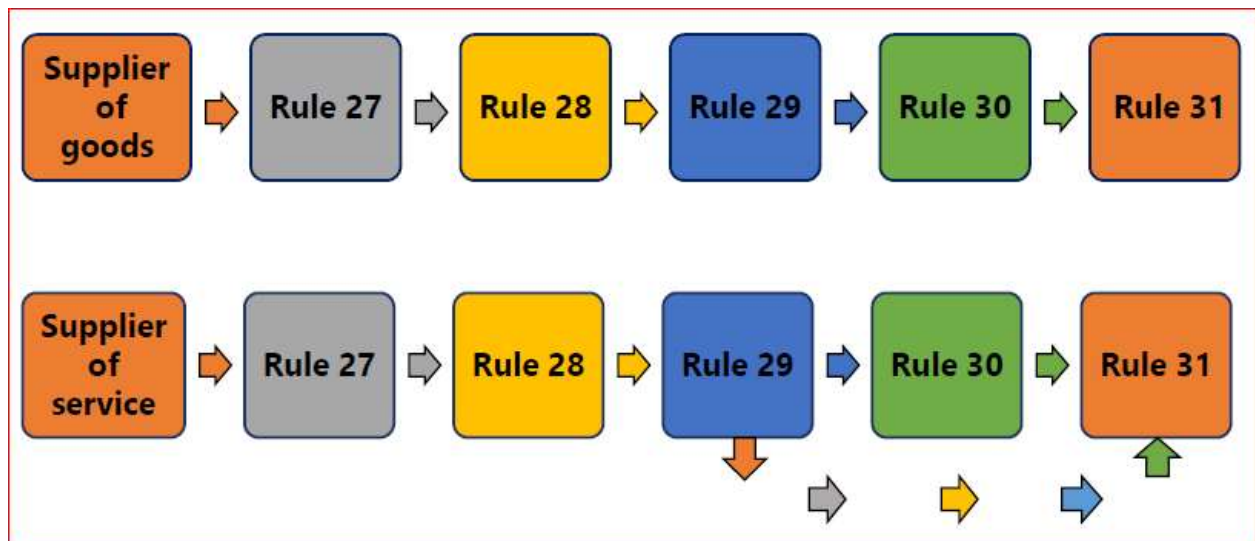 Supplier
of
goods
Rule 27
Rule 28
Rule 29
Rule 30
Rule 31
Supplier
of
service
Rule 27
Rule 28
Rule 29
Rule 30
Rule 31